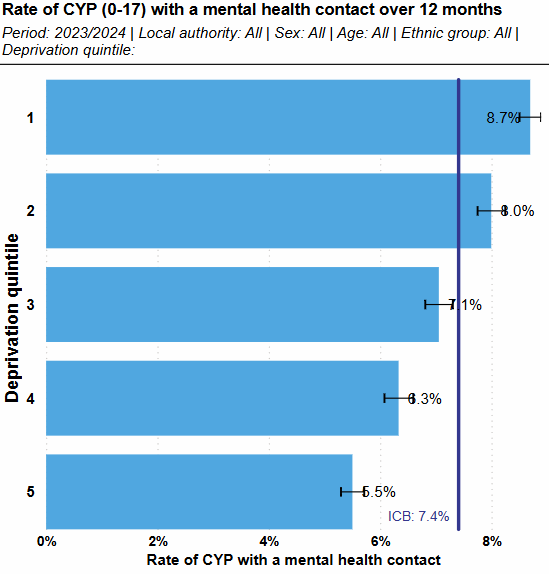 Rate of CYP (0-17) with a mental health contact over 12 months
Period: 2023/2024 | Local authority: All | Sex: All | Age: All | Ethnic group: All |
Deprivation quintile:
Deprivation quintile
1
8.7%
2
8.0%
3
7.1%
4
6.3%
5
5.5%
ICB: 7.4%
0%
2%
4%
6%
8%
Rate of CYP with a mental health contact